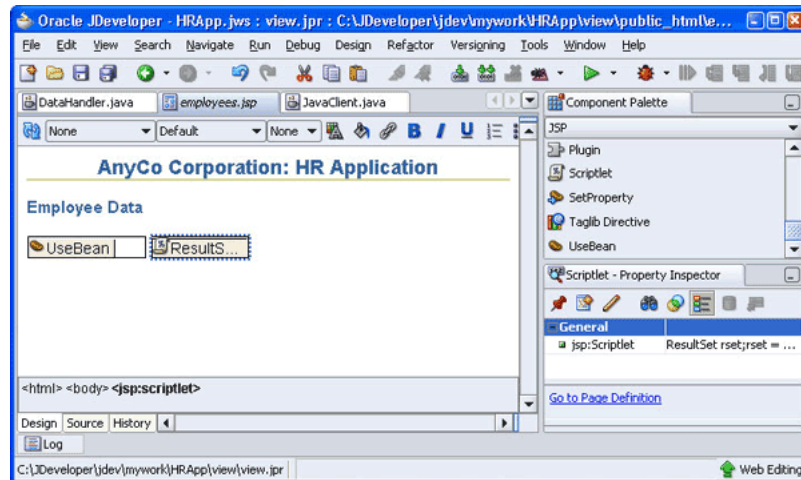 Oracle JDeveloper - HRApp.jws : view.jpr : C:\JDeveloper\jdev\mywork\HRApp\view\public_html\e...
File Edit View Search Navigate Run Debug Design Refactor Versioning Tools Window Help
DataHandler.java employees.jsp JavaClient.java
None Default None B I U
AnyCo Corporation: HR Application
Employee Data
UseBean ResultS...
<html> <body> <jsp:scriptlet>
Design Source History
Component Palette
JSP
Plugin
Scriptlet
SetProperty
Taglib Directive
UseBean
Scriptlet - Property Inspector
General
jsp:Scriptlet ResultSet rset;rset = ...
Go to Page Definition
Log
C:\JDeveloper\jdev\mywork\HRApp\view\view.jpr Web Editing